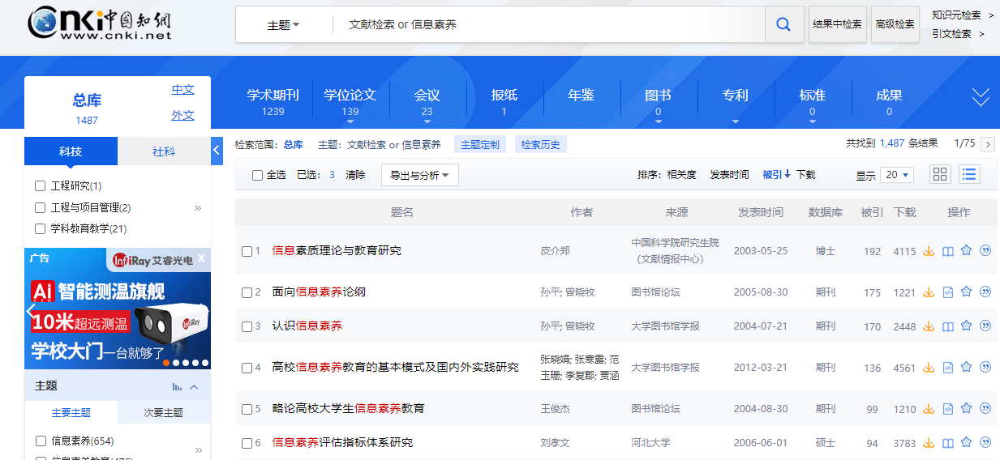 cnki中国知网
www.cnki.net
主题 文献检索 or 信息素养 结果中检索 高级检索
知识元检索 >
引文检索 >
总库 1487 中文 外文
学术期刊 学位论文 会议 报纸 年鉴 图书 专利 标准 成果
1239 139 23 1 0 0 0
科技 社科
检索范围：总库 主题：文献检索 or 信息素养 主题定制 检索历史 共找到 1,487 条结果 1/75 >
全选 已选：3 清除 导出与分析 排序：相关度 发表时间 被引↓ 下载 显示 20
工程研究(1)
工程与项目管理(2) »
学科教育教学(21)
题名 作者 来源 发表时间 数据库 被引 下载 操作
1 信息素质理论与教育研究 皮介郑 中国科学院研究生院（文献情报中心） 2003-05-25 博士 192 4115
2 面向信息素养论纲 孙平; 曾晓牧 图书馆论坛 2005-08-30 期刊 175 1221
3 认识信息素养 孙平; 曾晓牧 大学图书馆学报 2004-07-21 期刊 170 2448
4 高校信息素养教育的基本模式及国内外实践研究 张晓娟; 张寒露; 范玉珊; 李复郡; 贾涵 大学图书馆学报 2012-03-21 期刊 136 4561
5 略论高校大学生信息素养教育 王俊杰 图书馆论坛 2004-08-30 期刊 99 1210
6 信息素养评估指标体系研究 刘孝文 河北大学 2006-06-01 硕士 94 3783
广告 InfiRay 艾睿光电 X
Ai 智能测温旗舰
10米超远测温
InfiRay
学校大门一台就够了
主题
主要主题 次要主题
信息素养(654) »